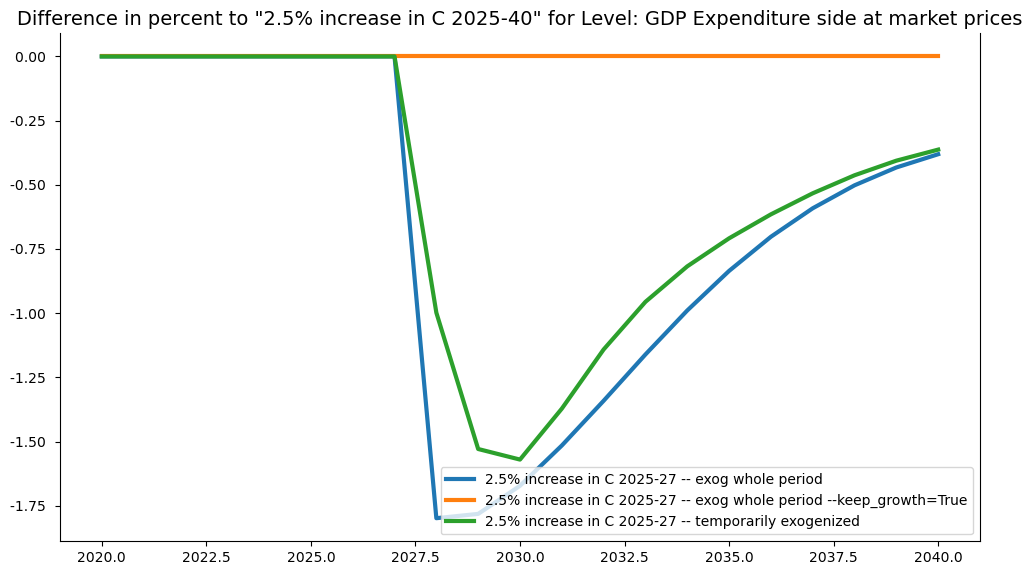 Difference in percent to "2.5% increase in C 2025-40" for Level: GDP Expenditure side at market prices
0.00
-0.25
-0.50
-0.75
-1.00
-1.25
-1.50
-1.75
2.5% increase in C 2025-27 -- exog whole period
2.5% increase in C 2025-27 -- exog whole period --keep_growth=True
2.5% increase in C 2025-27 -- temporarily exogenized
2020.0 2022.5 2025.0 2027.5 2030.0 2032.5 2035.0 2037.5 2040.0